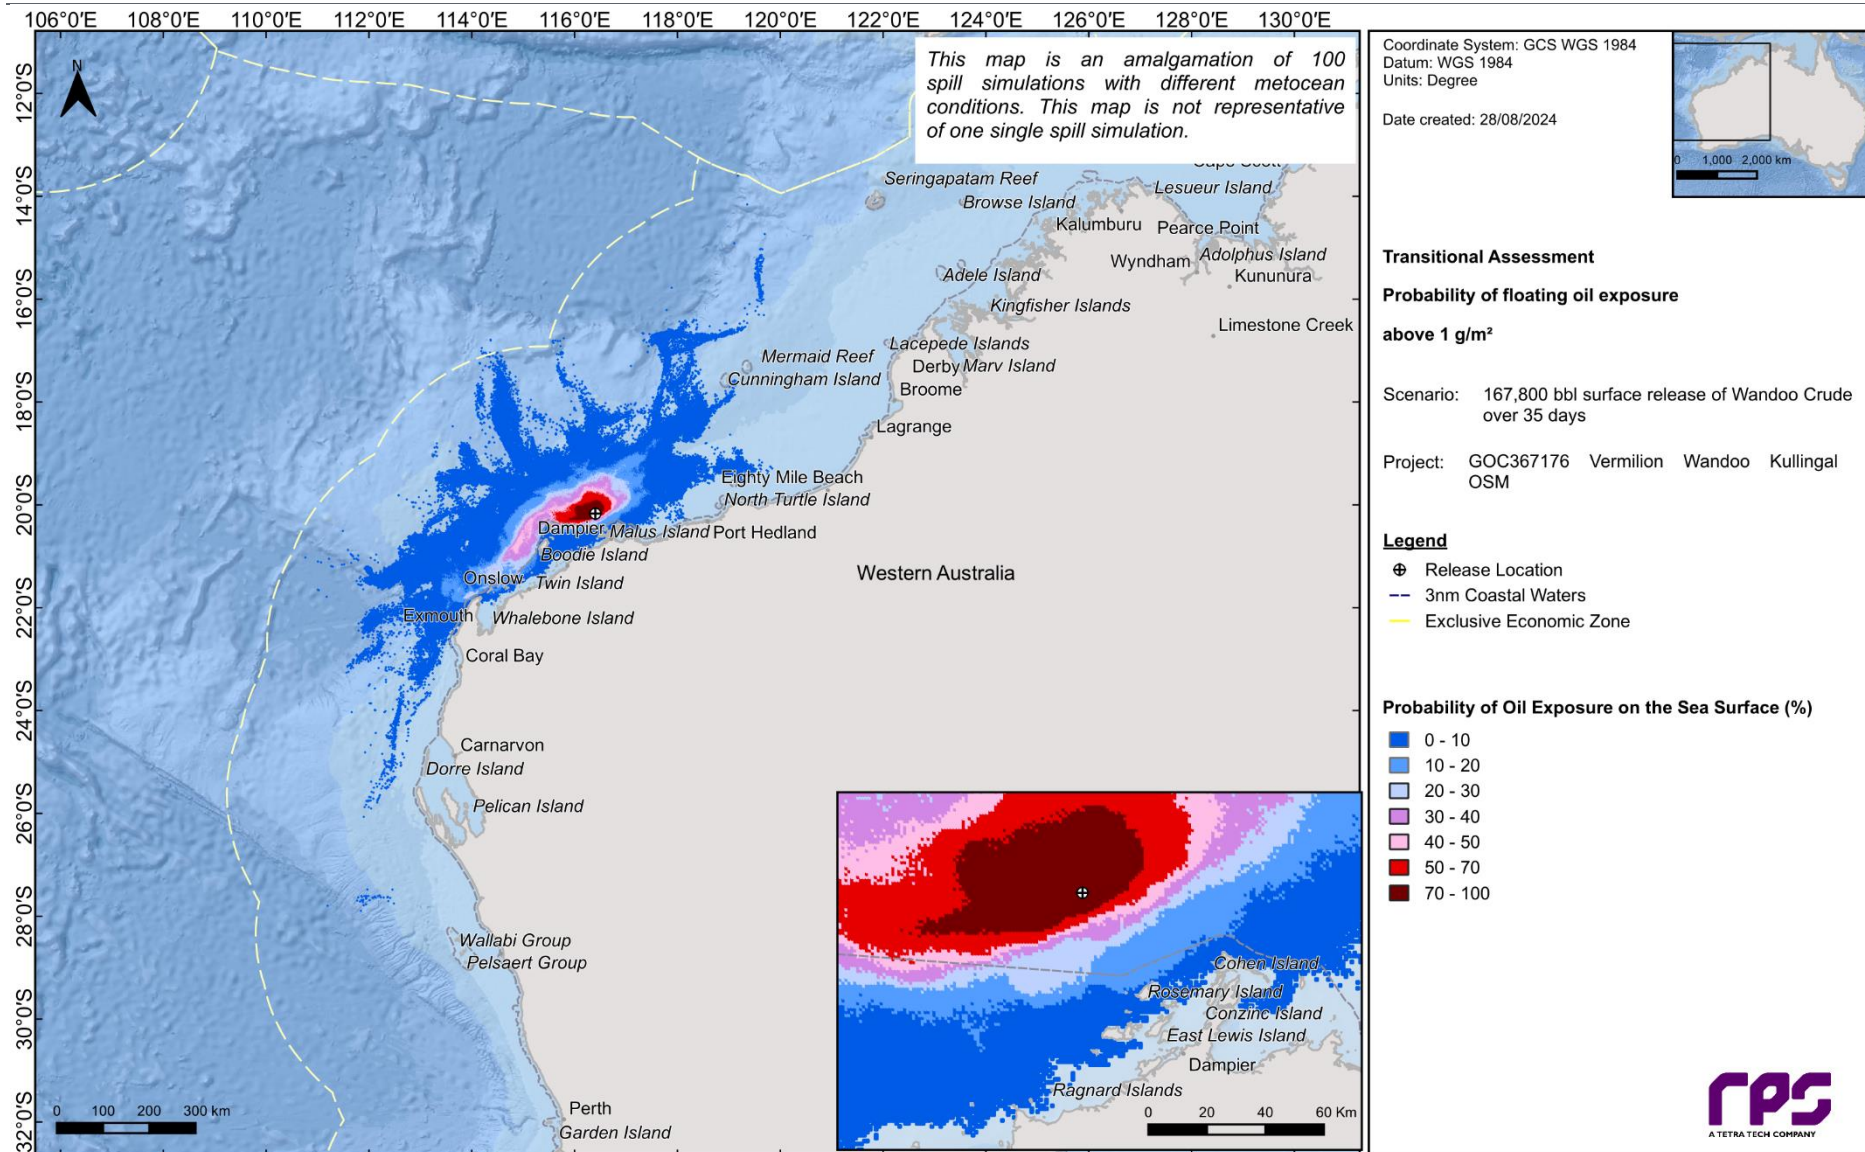 106°0'E
108°0'E
110°0'E
112°0'E
114°0'E
116°0'E
118°0'E
120°0'E
122°0'E
124°0'E
126°0'E
128°0'E
130°0'E
12°0'S
14°0'S
16°0'S
18°0'S
20°0'S
22°0'S
24°0'S
26°0'S
28°0'S
30°0'S
32°0'S
N
This map is an amalgamation of 100
spill simulations with different metocean
conditions. This map is not representative
of one single spill simulation.
Cape Scott
Seringapatam Reef
Lesueur Island
Browse Island
Kalumburu
Pearce Point
Wyndham
Adolphus Island
Kununura
Adele Island
Kingfisher Islands
Limestone Creek
Lacepede Islands
Mermaid Reef
Derby
Marv Island
Cunningham Island
Broome
Lagrange
Eighty Mile Beach
North Turtle Island
Dampier
Malus Island
Port Hedland
Boodie Island
Onslow
Twin Island
Western Australia
Exmouth
Whalebone Island
Coral Bay
Carnarvon
Dorre Island
Pelican Island
Wallabi Group
Pelsaert Group
Perth
Garden Island
0 100 200 300 km
Cohen Island
Rosemary Island
Conzinc Island
East Lewis Island
Dampier
Ragnard Islands
0 20 40 60 Km
Coordinate System: GCS WGS 1984
Datum: WGS 1984
Units: Degree
Date created: 28/08/2024
0 1,000 2,000 km
Transitional Assessment
Probability of floating oil exposure
above 1 g/m²
Scenario: 167,800 bbl surface release of Wandoo Crude
over 35 days
Project: GOC367176 Vermilion Wandoo Kullingal
OSM
Legend
Release Location
3nm Coastal Waters
Exclusive Economic Zone
Probability of Oil Exposure on the Sea Surface (%)
0 - 10
10 - 20
20 - 30
30 - 40
40 - 50
50 - 70
70 - 100
rps
A TETRA TECH COMPANY